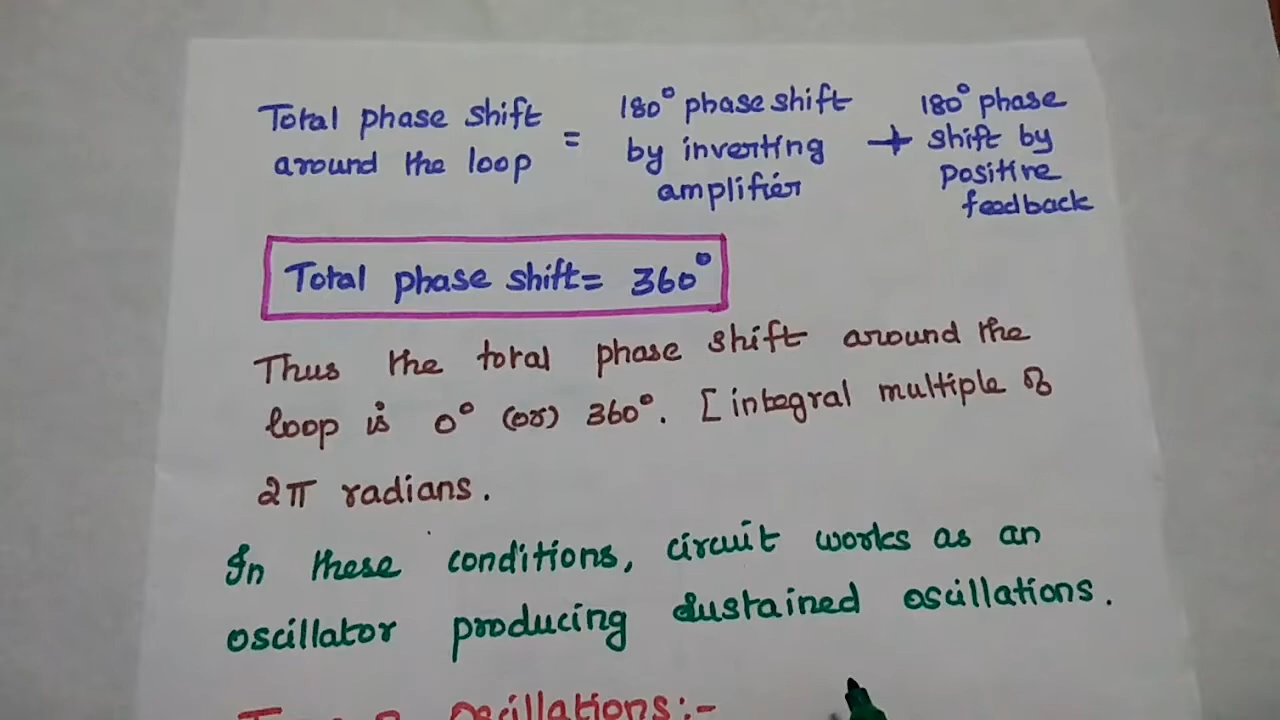 Total phase shift around the loop = 180° phase shift by inverting amplifier + 180° phase shift by positive feedback
Total phase shift = 360°
Thus the total phase shift around the
loop is 0° (or) 360°. [integral multiple of
2π radians.
In these conditions, circuit works as an
oscillator producing sustained oscillations.
oscillations:-